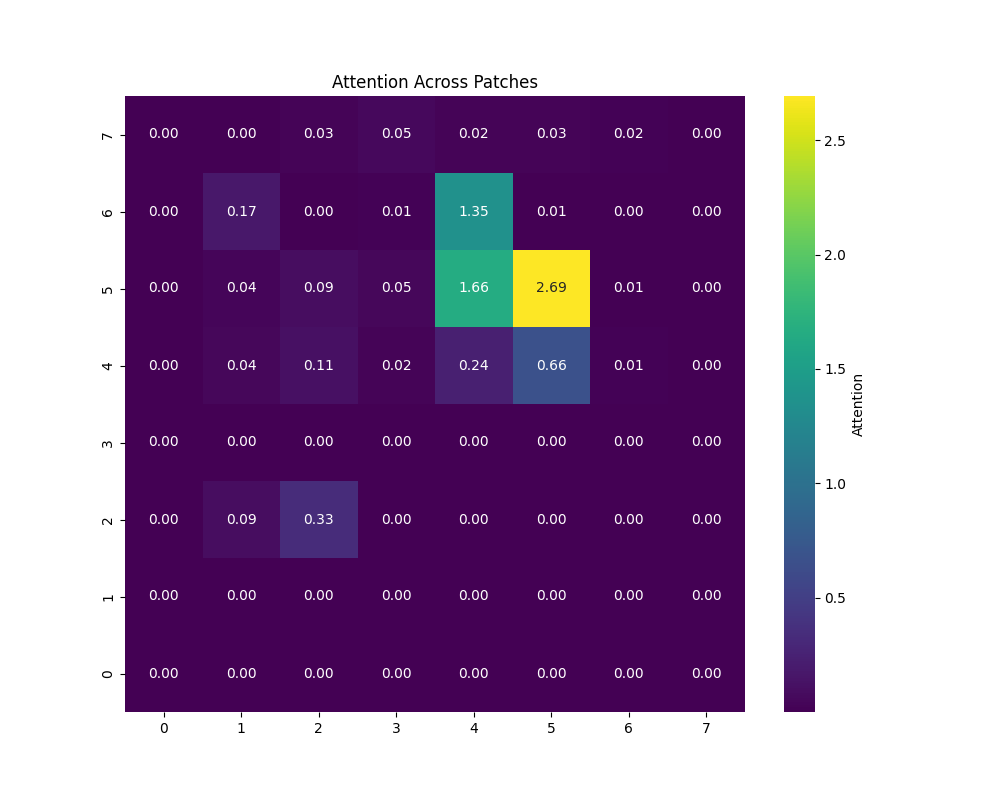 Attention Across Patches
7 0.00 0.00 0.03 0.05 0.02 0.03 0.02 0.00
6 0.00 0.17 0.00 0.01 1.35 0.01 0.00 0.00
5 0.00 0.04 0.09 0.05 1.66 2.69 0.01 0.00
4 0.00 0.04 0.11 0.02 0.24 0.66 0.01 0.00
3 0.00 0.00 0.00 0.00 0.00 0.00 0.00 0.00
2 0.00 0.09 0.33 0.00 0.00 0.00 0.00 0.00
1 0.00 0.00 0.00 0.00 0.00 0.00 0.00 0.00
0 0.00 0.00 0.00 0.00 0.00 0.00 0.00 0.00
0 1 2 3 4 5 6 7
2.5
2.0
1.5
1.0
0.5
Attention